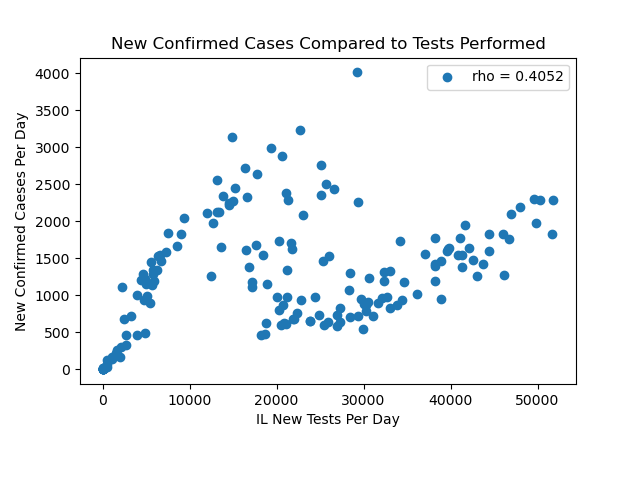 New Confirmed Cases Compared to Tests Performed
rho = 0.4052
New Confirmed Caeses Per Day
4000
3500
3000
2500
2000
1500
1000
500
0
0 10000 20000 30000 40000 50000
IL New Tests Per Day